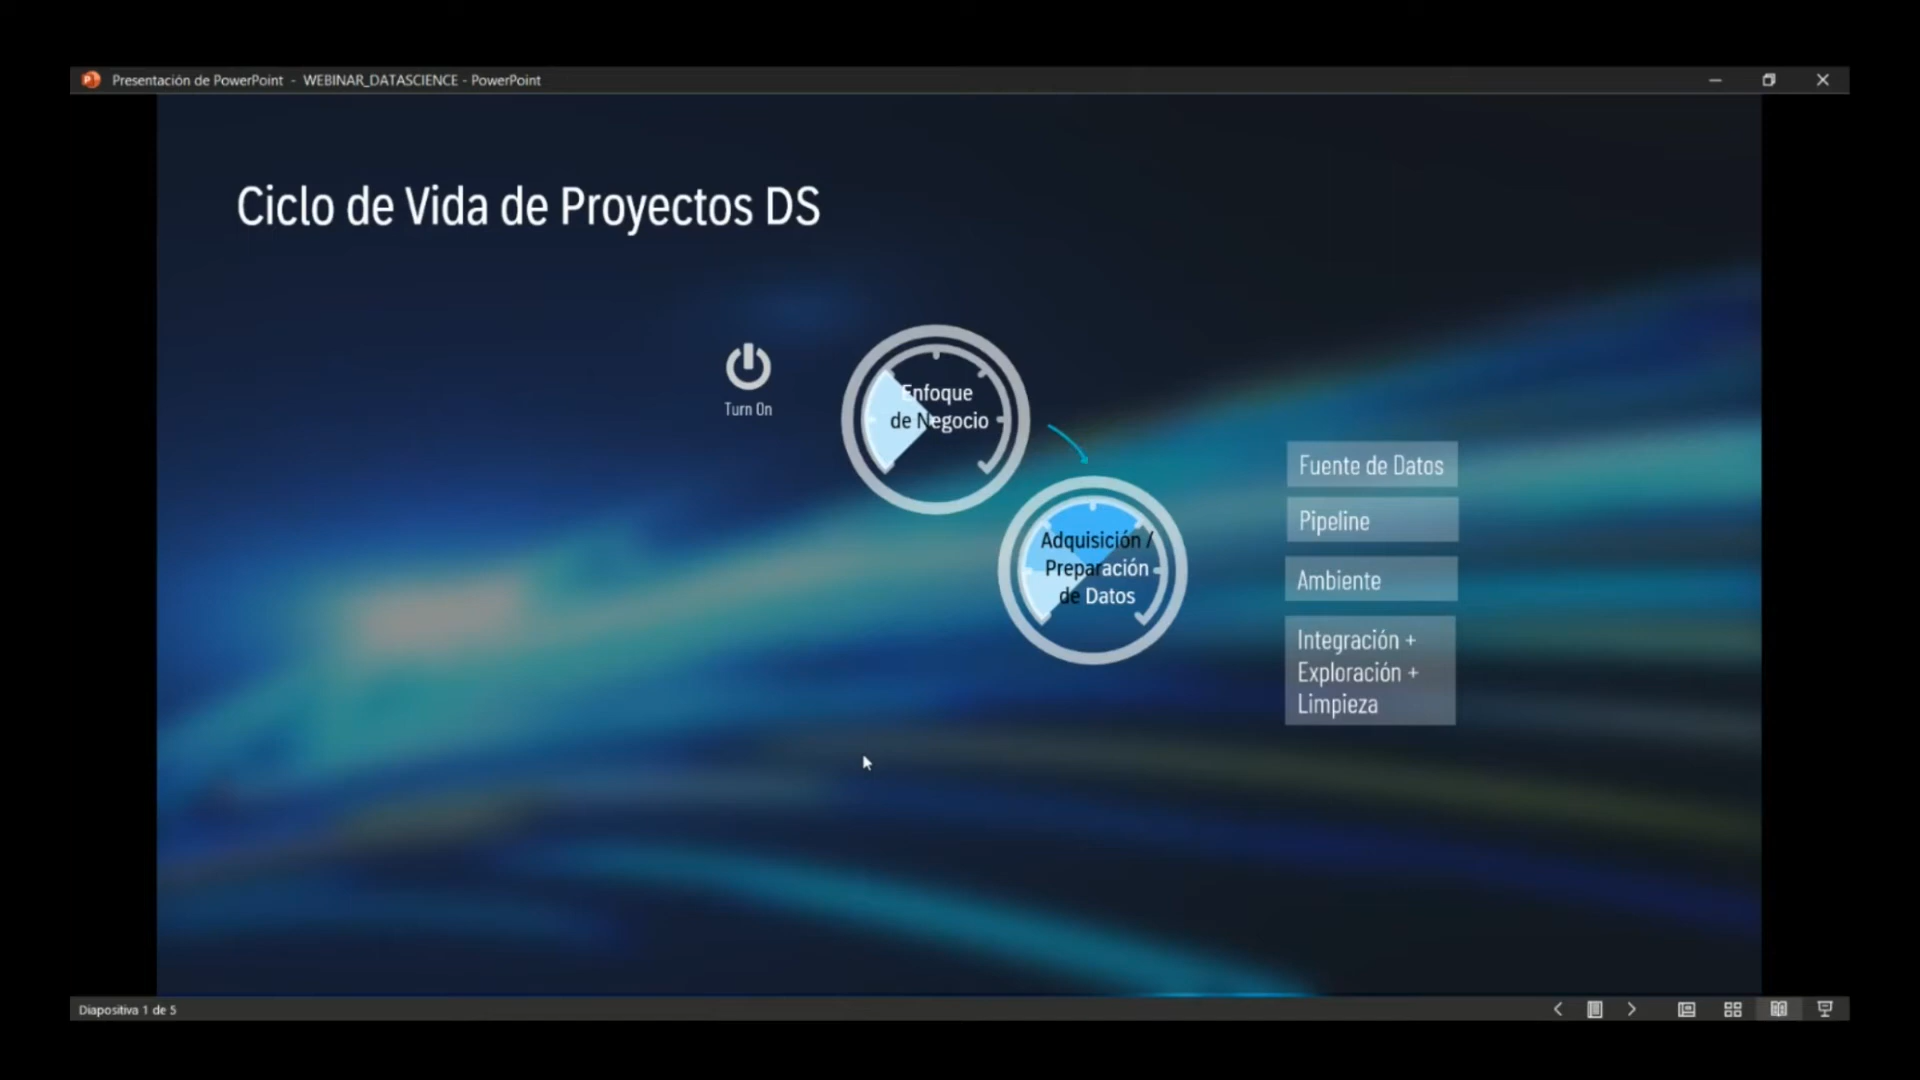 Presentación de PowerPoint - WEBINAR_DATASCIENCE - PowerPoint
Ciclo de Vida de Proyectos DS
Turn On
Enfoque
de Negocio
Adquisición /
Preparación
de Datos
Fuente de Datos
Pipeline
Ambiente
Integración +
Exploración +
Limpieza
Diapositiva 1 de 5